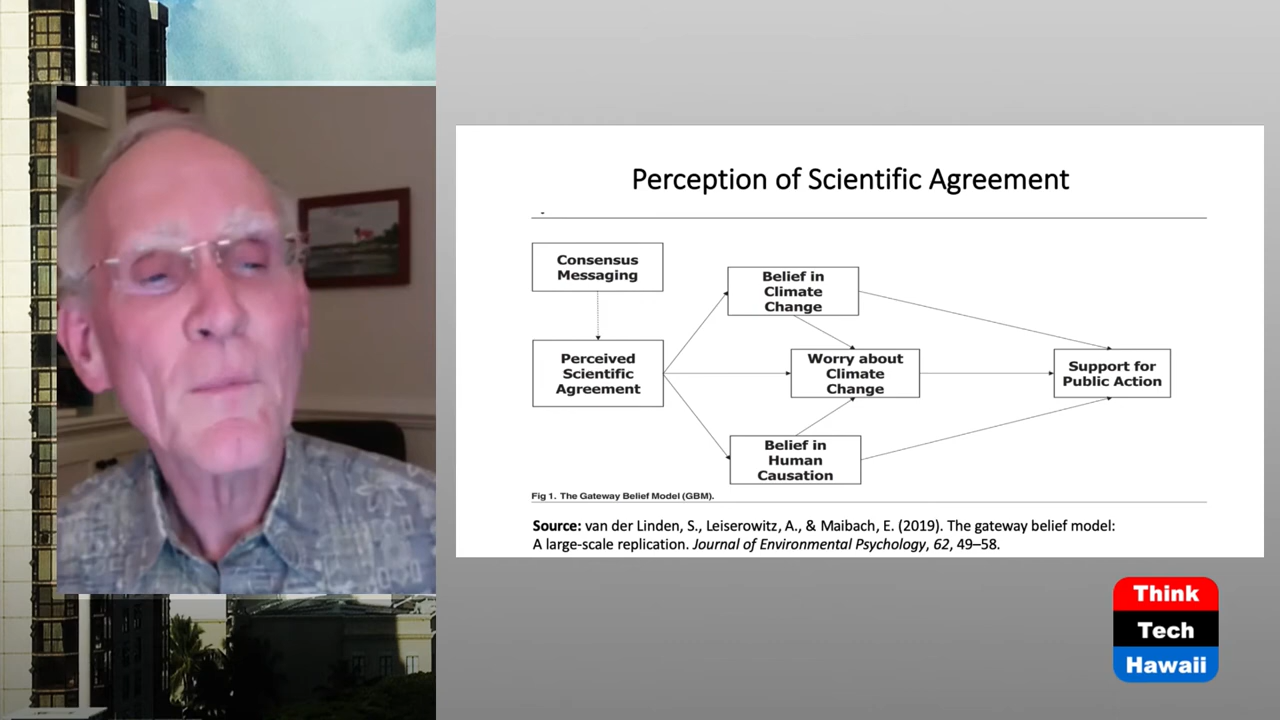 Perception of Scientific Agreement
Consensus
Messaging
Perceived
Scientific
Agreement
Belief in
Climate
Change
Worry about
Climate
Change
Belief in
Human
Causation
Support for
Public Action
Fig 1. The Gateway Belief Model (GBM).
Source: van der Linden, S., Leiserowitz, A., & Maibach, E. (2019). The gateway belief model:
A large-scale replication. Journal of Environmental Psychology, 62, 49–58.
Think
Tech
Hawaii